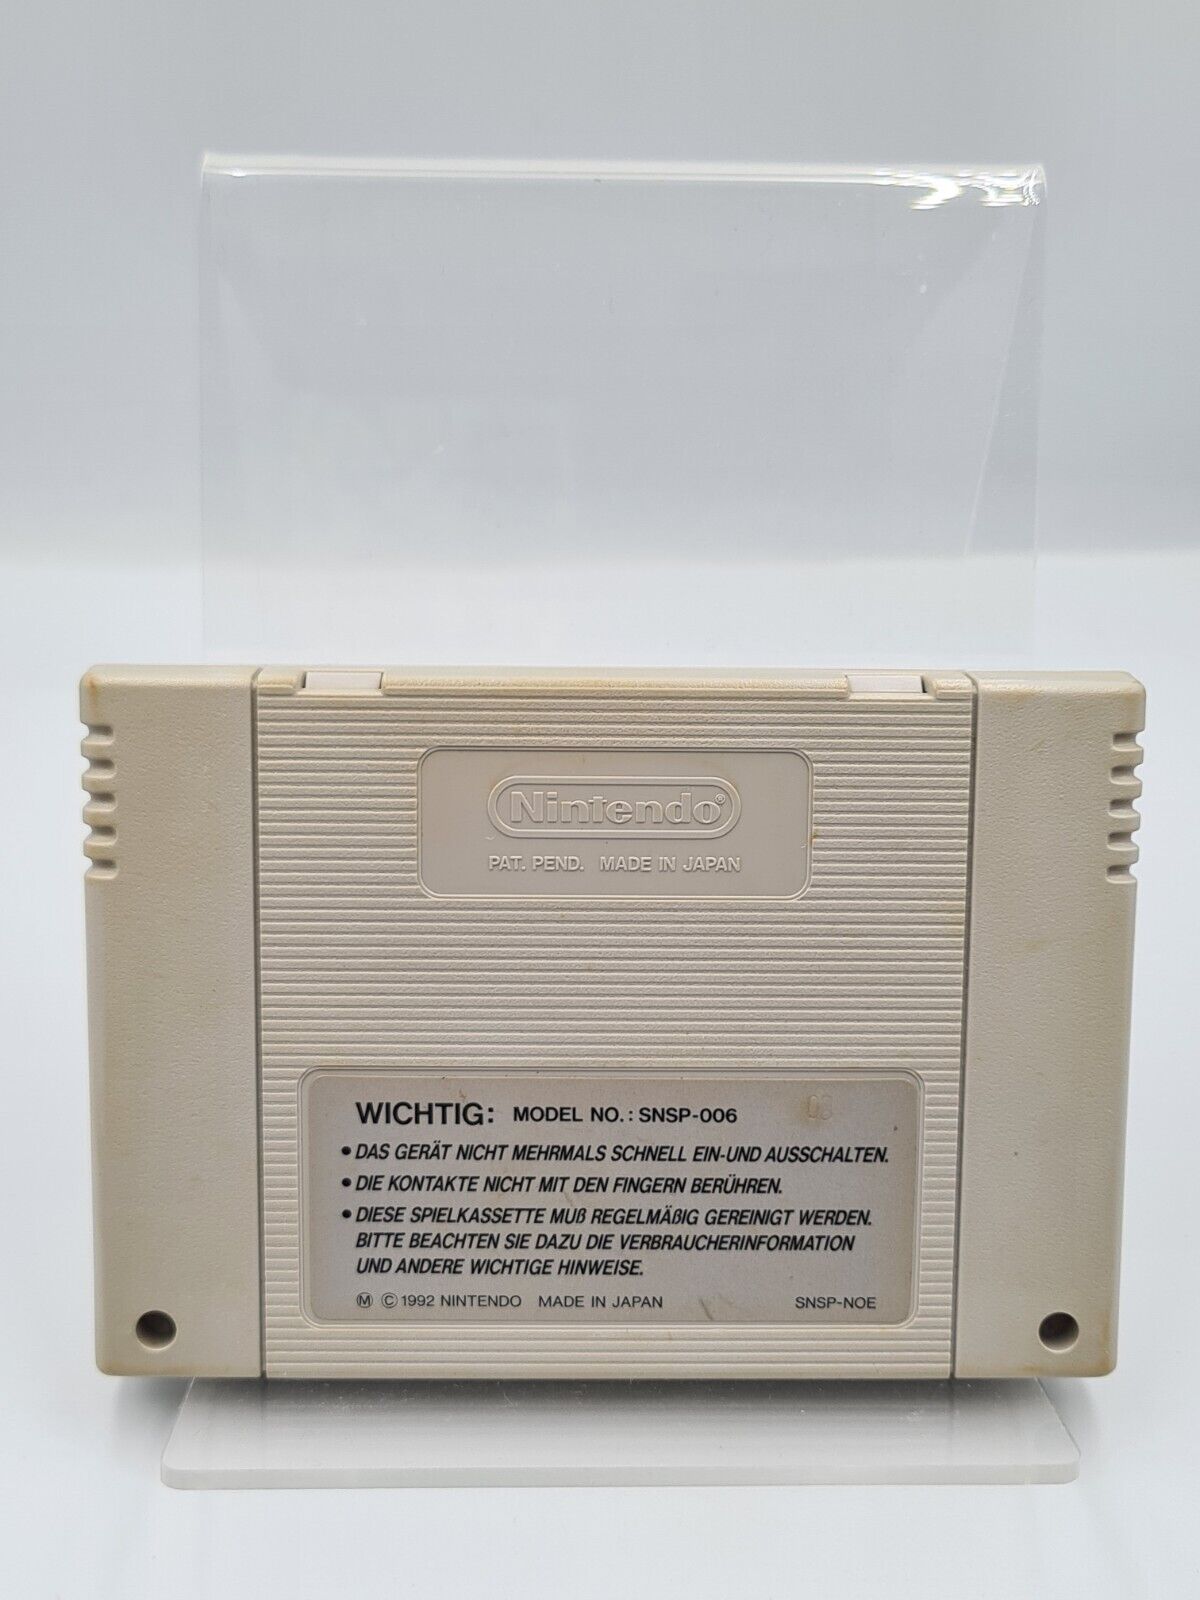 Nintendo®
PAT. PEND. MADE IN JAPAN
WICHTIG: MODEL NO.: SNSP-006
• DAS GERÄT NICHT MEHRMALS SCHNELL EIN-UND AUSSCHALTEN.
• DIE KONTAKTE NICHT MIT DEN FINGERN BERÜHREN.
• DIESE SPIELKASSETTE MUß REGELMÄßIG GEREINIGT WERDEN.
BITTE BEACHTEN SIE DAZU DIE VERBRAUCHERINFORMATION
UND ANDERE WICHTIGE HINWEISE.
Ⓜ © 1992 NINTENDO MADE IN JAPAN SNSP-NOE